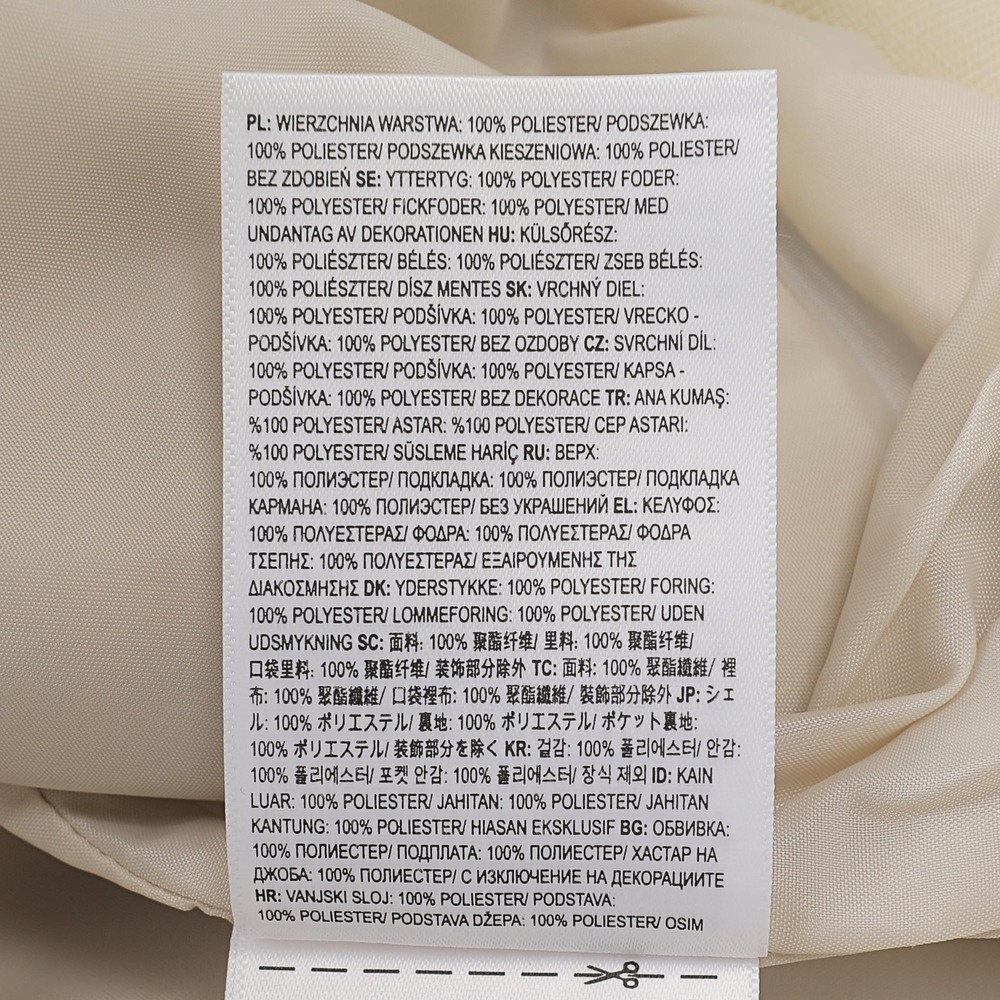 PL: WIERZCHNIA WARSTWA: 100% POLIESTER/ PODSZEWKA:
100% POLIESTER/ PODSZEWKA KIESZENIOWA: 100% POLIESTER/
BEZ ZDOBIEŃ SE: YTTERTYG: 100% POLYESTER/ FODER:
100% POLYESTER/ FICKFODER: 100% POLYESTER/ MED
UNDANTAG AV DEKORATIONEN HU: KÜLSŐRÉSZ:
100% POLIÉSZTER/ BÉLÉS: 100% POLIÉSZTER/ ZSEB BÉLÉS:
100% POLIÉSZTER/ DÍSZ MENTES SK: VRCHNÝ DIEL:
100% POLYESTER/ PODŠÍVKA: 100% POLYESTER/ VRECKO -
PODŠÍVKA: 100% POLYESTER/ BEZ OZDOBY CZ: SVRCHNÍ DÍL:
100% POLYESTER/ PODŠÍVKA: 100% POLYESTER/ KAPSA -
PODŠÍVKA: 100% POLYESTER/ BEZ DEKORACE TR: ANA KUMAŞ:
%100 POLYESTER/ ASTAR: %100 POLYESTER/ CEP ASTARI:
%100 POLYESTER/ SÜSLEME HARİÇ RU: ВЕРХ:
100% ПОЛИЭСТЕР/ ПОДКЛАДКА: 100% ПОЛИЭСТЕР/ ПОДКЛАДКА
КАРМАНА: 100% ПОЛИЭСТЕР/ БЕЗ УКРАШЕНИЙ EL: ΚΕΛΥΦΟΣ:
100% ΠΟΛΥΕΣΤΕΡΑΣ/ ΦΟΔΡΑ: 100% ΠΟΛΥΕΣΤΕΡΑΣ/ ΦΟΔΡΑ
ΤΣΕΠΗΣ: 100% ΠΟΛΥΕΣΤΕΡΑΣ/ ΕΞΑΙΡΟΥΜΕΝΗΣ ΤΗΣ
ΔΙΑΚΟΣΜΗΣΗΣ DK: YDERSTYKKE: 100% POLYESTER/ FORING:
100% POLYESTER/ LOMMEFORING: 100% POLYESTER/ UDEN
UDSMYKNING SC: 面料: 100% 聚酯纤维/ 里料: 100% 聚酯纤维/
口袋里料: 100% 聚酯纤维/ 装饰部分除外 TC: 面料: 100% 聚酯纖維/ 裡
布: 100% 聚酯纖維/ 口袋裡布: 100% 聚酯纖維/ 裝飾部分除外 JP: シェ
ル: 100% ポリエステル/ 裏地: 100% ポリエステル/ ポケット裏地:
100% ポリエステル/ 装飾部分を除く KR: 겉감: 100% 폴리에스터/ 안감:
100% 폴리에스터/ 포켓 안감: 100% 폴리에스터/ 장식 제외 ID: KAIN
LUAR: 100% POLIESTER/ JAHITAN: 100% POLIESTER/ JAHITAN
KANTUNG: 100% POLIESTER/ HIASAN EKSKLUSIF BG: ОБВИВКА:
100% ПОЛИЕСТЕР/ ПОДПЛАТА: 100% ПОЛИЕСТЕР/ ХАСТАР НА
ДЖОБА: 100% ПОЛИЕСТЕР/ С ИЗКЛЮЧЕНИЕ НА ДЕКОРАЦИИТЕ
HR: VANJSKI SLOJ: 100% POLIESTER/ PODSTAVA:
100% POLIESTER/ PODSTAVA DŽEPA: 100% POLIESTER/ OSIM